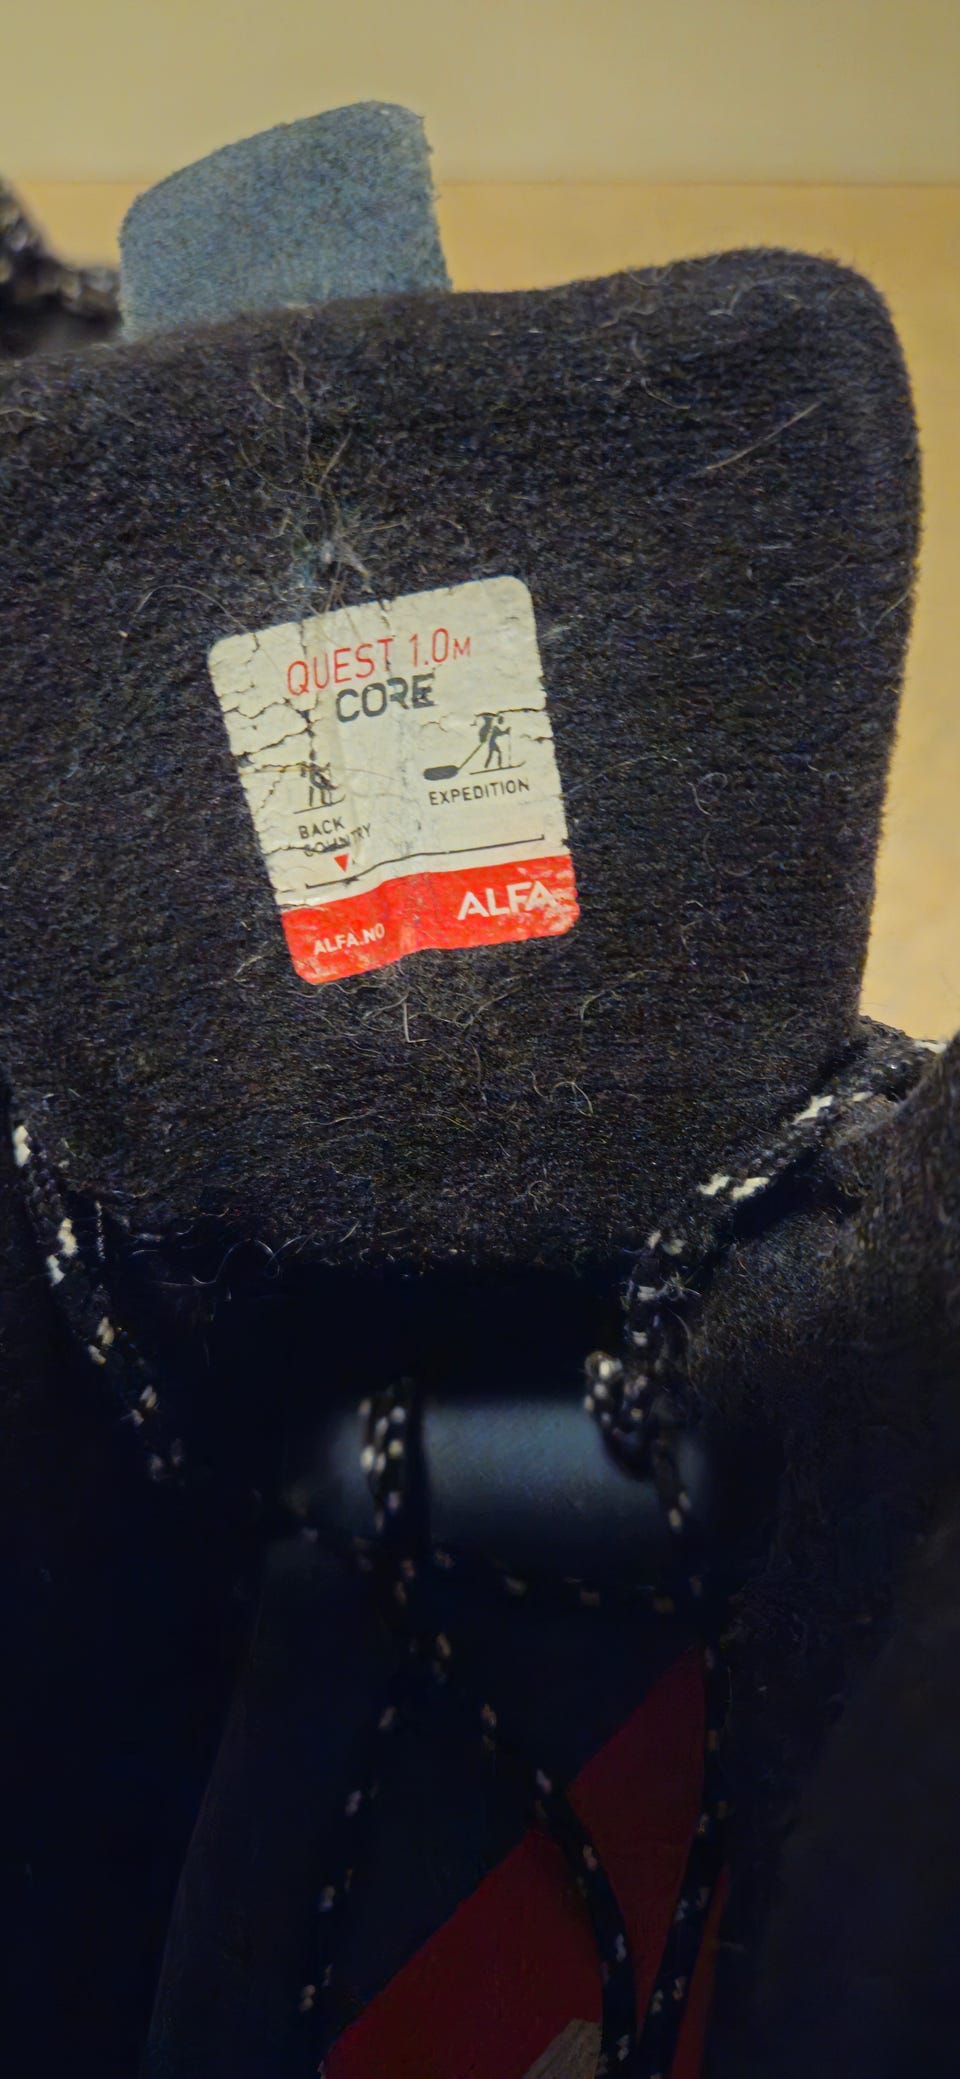 QUEST 1.0M
CORE
BACK
COUNTRY
EXPEDITION
ALFA.NO
ALFA